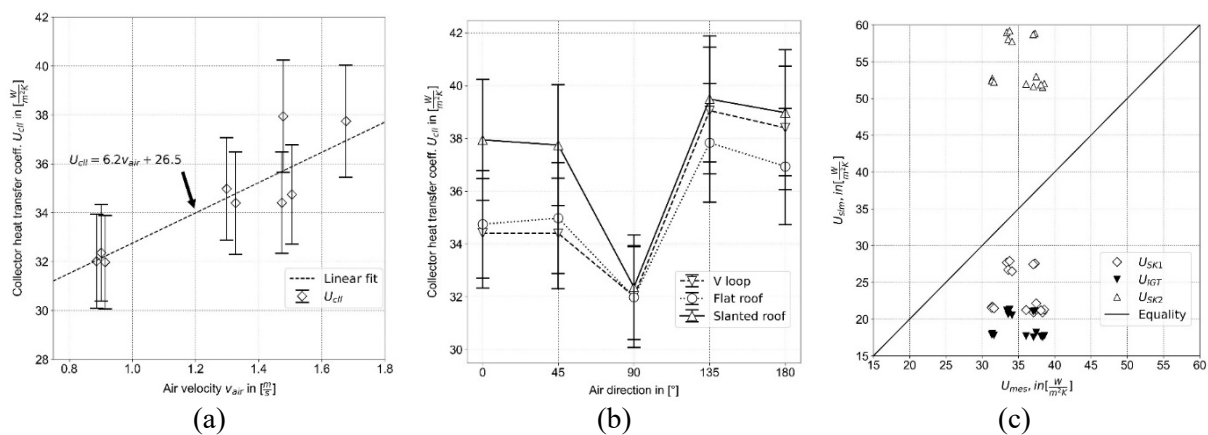 Collector heat transfer coeff. U_cll in [W/m²K]
42
40
38
36
34
32
30
28
U_cll = 6.2v_air + 26.5
Linear fit
U_cll
0.8 1.0 1.2 1.4 1.6 1.8
Air velocity v_air in [m/s]
(a)
Collector heat transfer coeff. U_cll in [W/m²K]
42
40
38
36
34
32
30
V loop
Flat roof
Slanted roof
0 45 90 135 180
Air direction in [°]
(b)
U_sim, in[W/m²K]
60
55
50
45
40
35
30
25
20
15
U_SK1
U_IGT
U_SK2
Equality
15 20 25 30 35 40 45 50 55 60
U_mes, in[W/m²K]
(c)